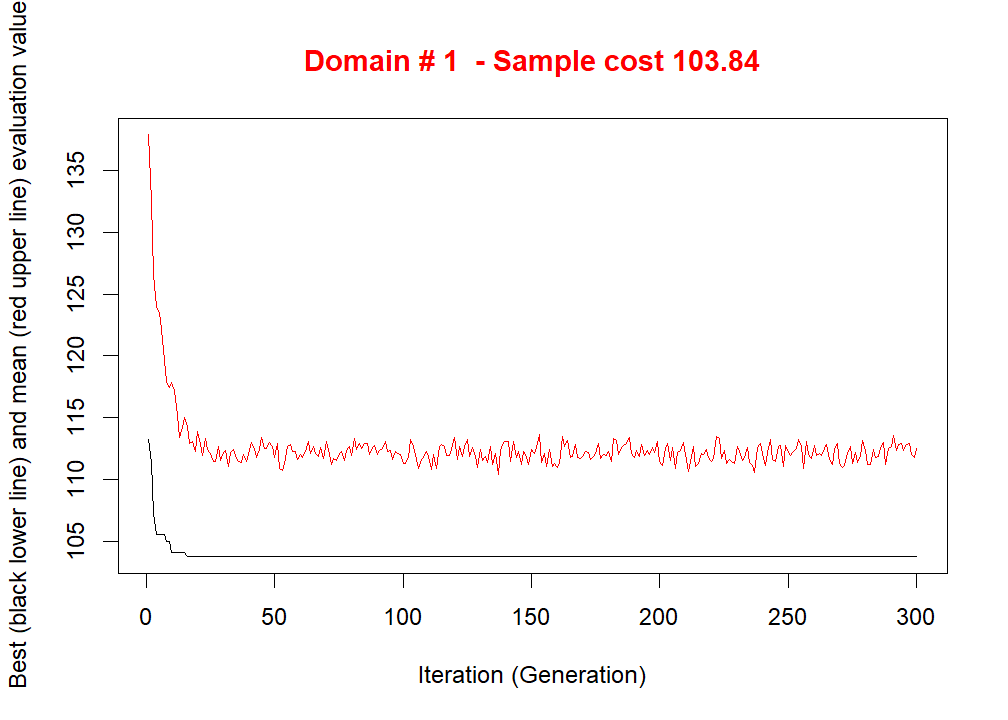 Domain # 1  - Sample cost 103.84
Best (black lower line) and mean (red upper line) evaluation value
135
130
125
120
115
110
105
0 50 100 150 200 250 300
Iteration (Generation)